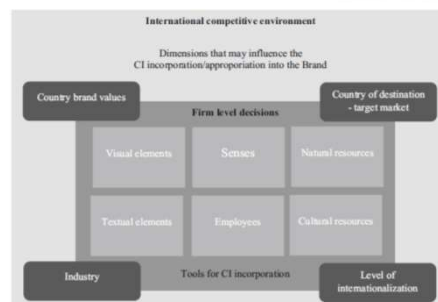 International competitive environment
Dimensions that may influence the
CI incorporation/approporiation into the Brand
Country brand values
Country of destination
- target market
Firm level decisions
Visual elements
Senses
Natural resources
Textual elements
Employees
Cultural resources
Industry
Tools for CI incorporation
Level of
internationalization